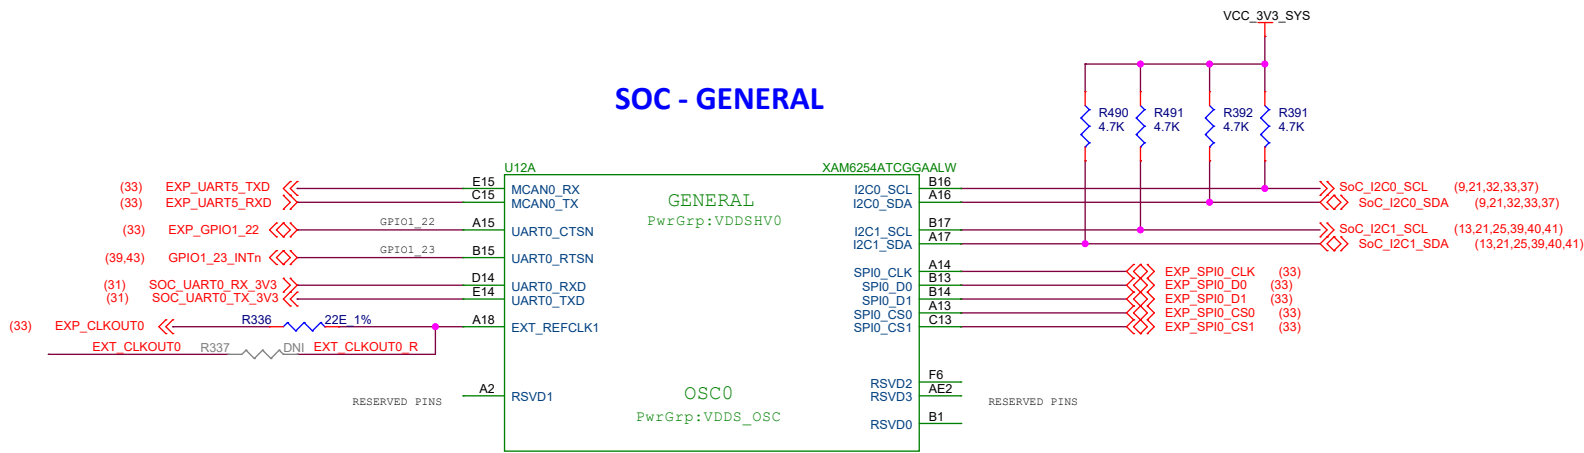 VCC_3V3_SYS
SOC - GENERAL
R490 4.7K
R491 4.7K
R392 4.7K
R391 4.7K
U12A
XAM6254ATCGGAALW
GENERAL
PwrGrp:VDDSHV0
(33) EXP_UART5_TXD E15 MCAN0_RX
(33) EXP_UART5_RXD C15 MCAN0_TX
(33) EXP_GPIO1_22 GPIO1_22 A15 UART0_CTSN
(39,43) GPIO1_23_INTn GPIO1_23 B15 UART0_RTSN
(31) SOC_UART0_RX_3V3 D14 UART0_RXD
(31) SOC_UART0_TX_3V3 E14 UART0_TXD
(33) EXP_CLKOUT0 R336 22E_1% A18 EXT_REFCLK1
EXT_CLKOUT0 R337 DNI EXT_CLKOUT0_R
RESERVED PINS A2 RSVD1
I2C0_SCL B16 SoC_I2C0_SCL (9,21,32,33,37)
I2C0_SDA A16 SoC_I2C0_SDA (9,21,32,33,37)
I2C1_SCL B17 SoC_I2C1_SCL (13,21,25,39,40,41)
I2C1_SDA A17 SoC_I2C1_SDA (13,21,25,39,40,41)
SPI0_CLK A14 EXP_SPI0_CLK (33)
SPI0_D0 B13 EXP_SPI0_D0 (33)
SPI0_D1 B14 EXP_SPI0_D1 (33)
SPI0_CS0 A13 EXP_SPI0_CS0 (33)
SPI0_CS1 C13 EXP_SPI0_CS1 (33)
OSC0
PwrGrp:VDDS_OSC
RSVD2 F6
RSVD3 AE2
RESERVED PINS
RSVD0 B1